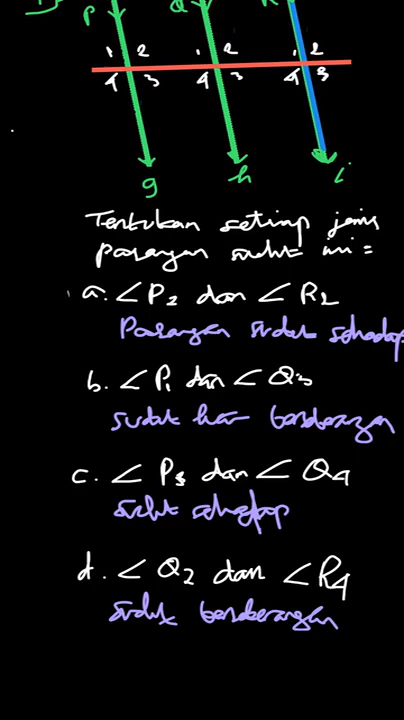 P Q
1 2 1 2 1 2
4 3 4 3 4 3
g h i
Tentukan setiap jenis
pasangan sudut ini =
a. ∠P2 dan ∠R2
Pasangan sudut sehadap
b. ∠P1 dan ∠Q3
sudut luar berseberangan
c. ∠P3 dan ∠Q4
sudut sehadap
d. ∠Q2 dan ∠R4
sudut berseberangan